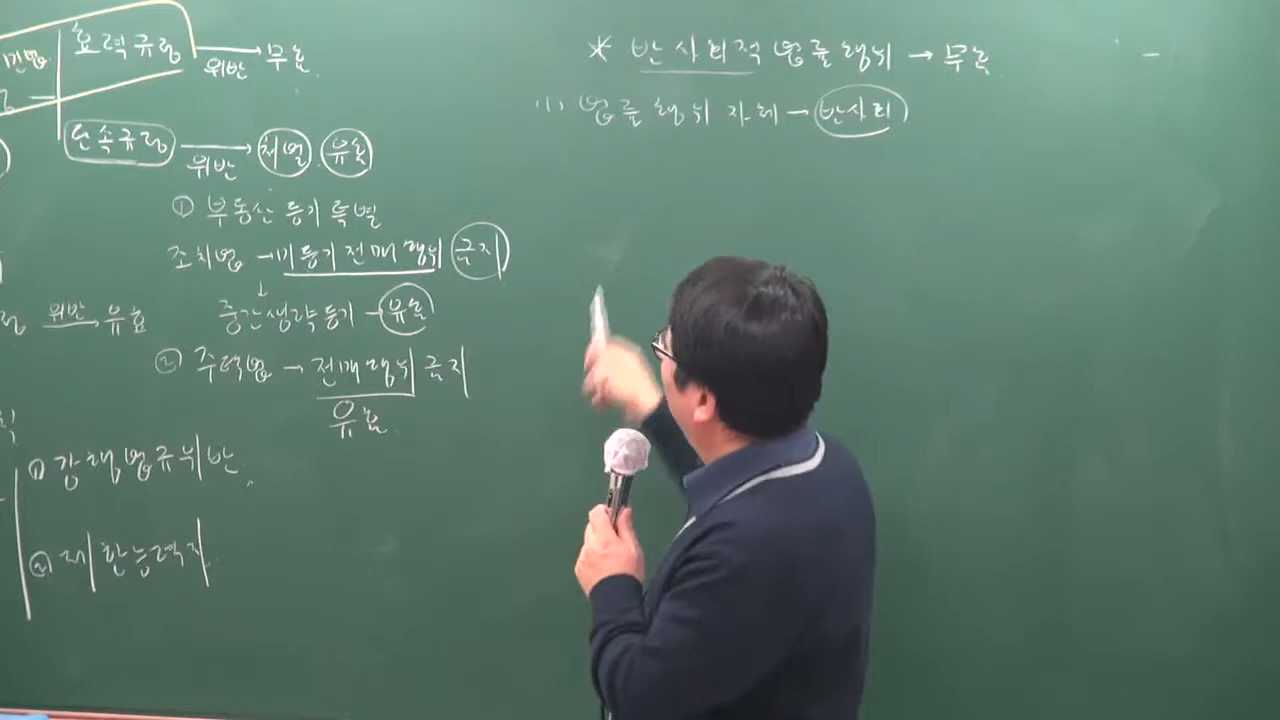 효력규정 위반 → 무효
단속규정 위반 → 처벌. 유효
① 부동산 등기 특별
조치법 → 미등기 전매 행위 금지
↓
중간생략등기 → 유효
위반 → 유효
② 주택법 → 전매행위 금지
유효
① 강행법규위반
② 제한능력자
* 반사회적 법률행위 → 무효
(1) 법률행위 자체 → 반사회